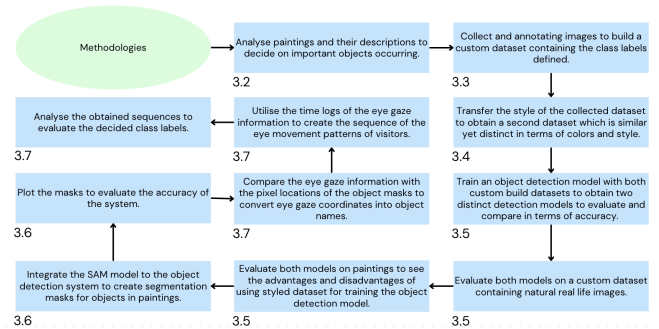 Methodologies
Analyse paintings and their descriptions to
decide on important objects occurring.
3.2
Collect and annotating images to build a
custom dataset containing the class labels
defined.
3.3
Transfer the style of the collected dataset
to obtain a second dataset which is similar
yet distinct in terms of colors and style.
3.4
Train an object detection model with both
custom build datasets to obtain two
distinct detection models to evaluate and
compare in terms of accuracy.
3.5
Evaluate both models on a custom dataset
containing natural real life images.
3.5
Evaluate both models on paintings to see
the advantages and disadvantages of
using styled dataset for training the object
detection model.
3.5
Integrate the SAM model to the object
detection system to create segmentation
masks for objects in paintings.
3.6
Plot the masks to evaluate the accuracy of
the system.
3.6
Compare the eye gaze information with
the pixel locations of the object masks to
convert eye gaze coordinates into object
names.
3.7
Utilise the time logs of the eye gaze
information to create the sequence of the
eye movement patterns of visitors.
3.7
Analyse the obtained sequences to
evaluate the decided class labels.
3.7